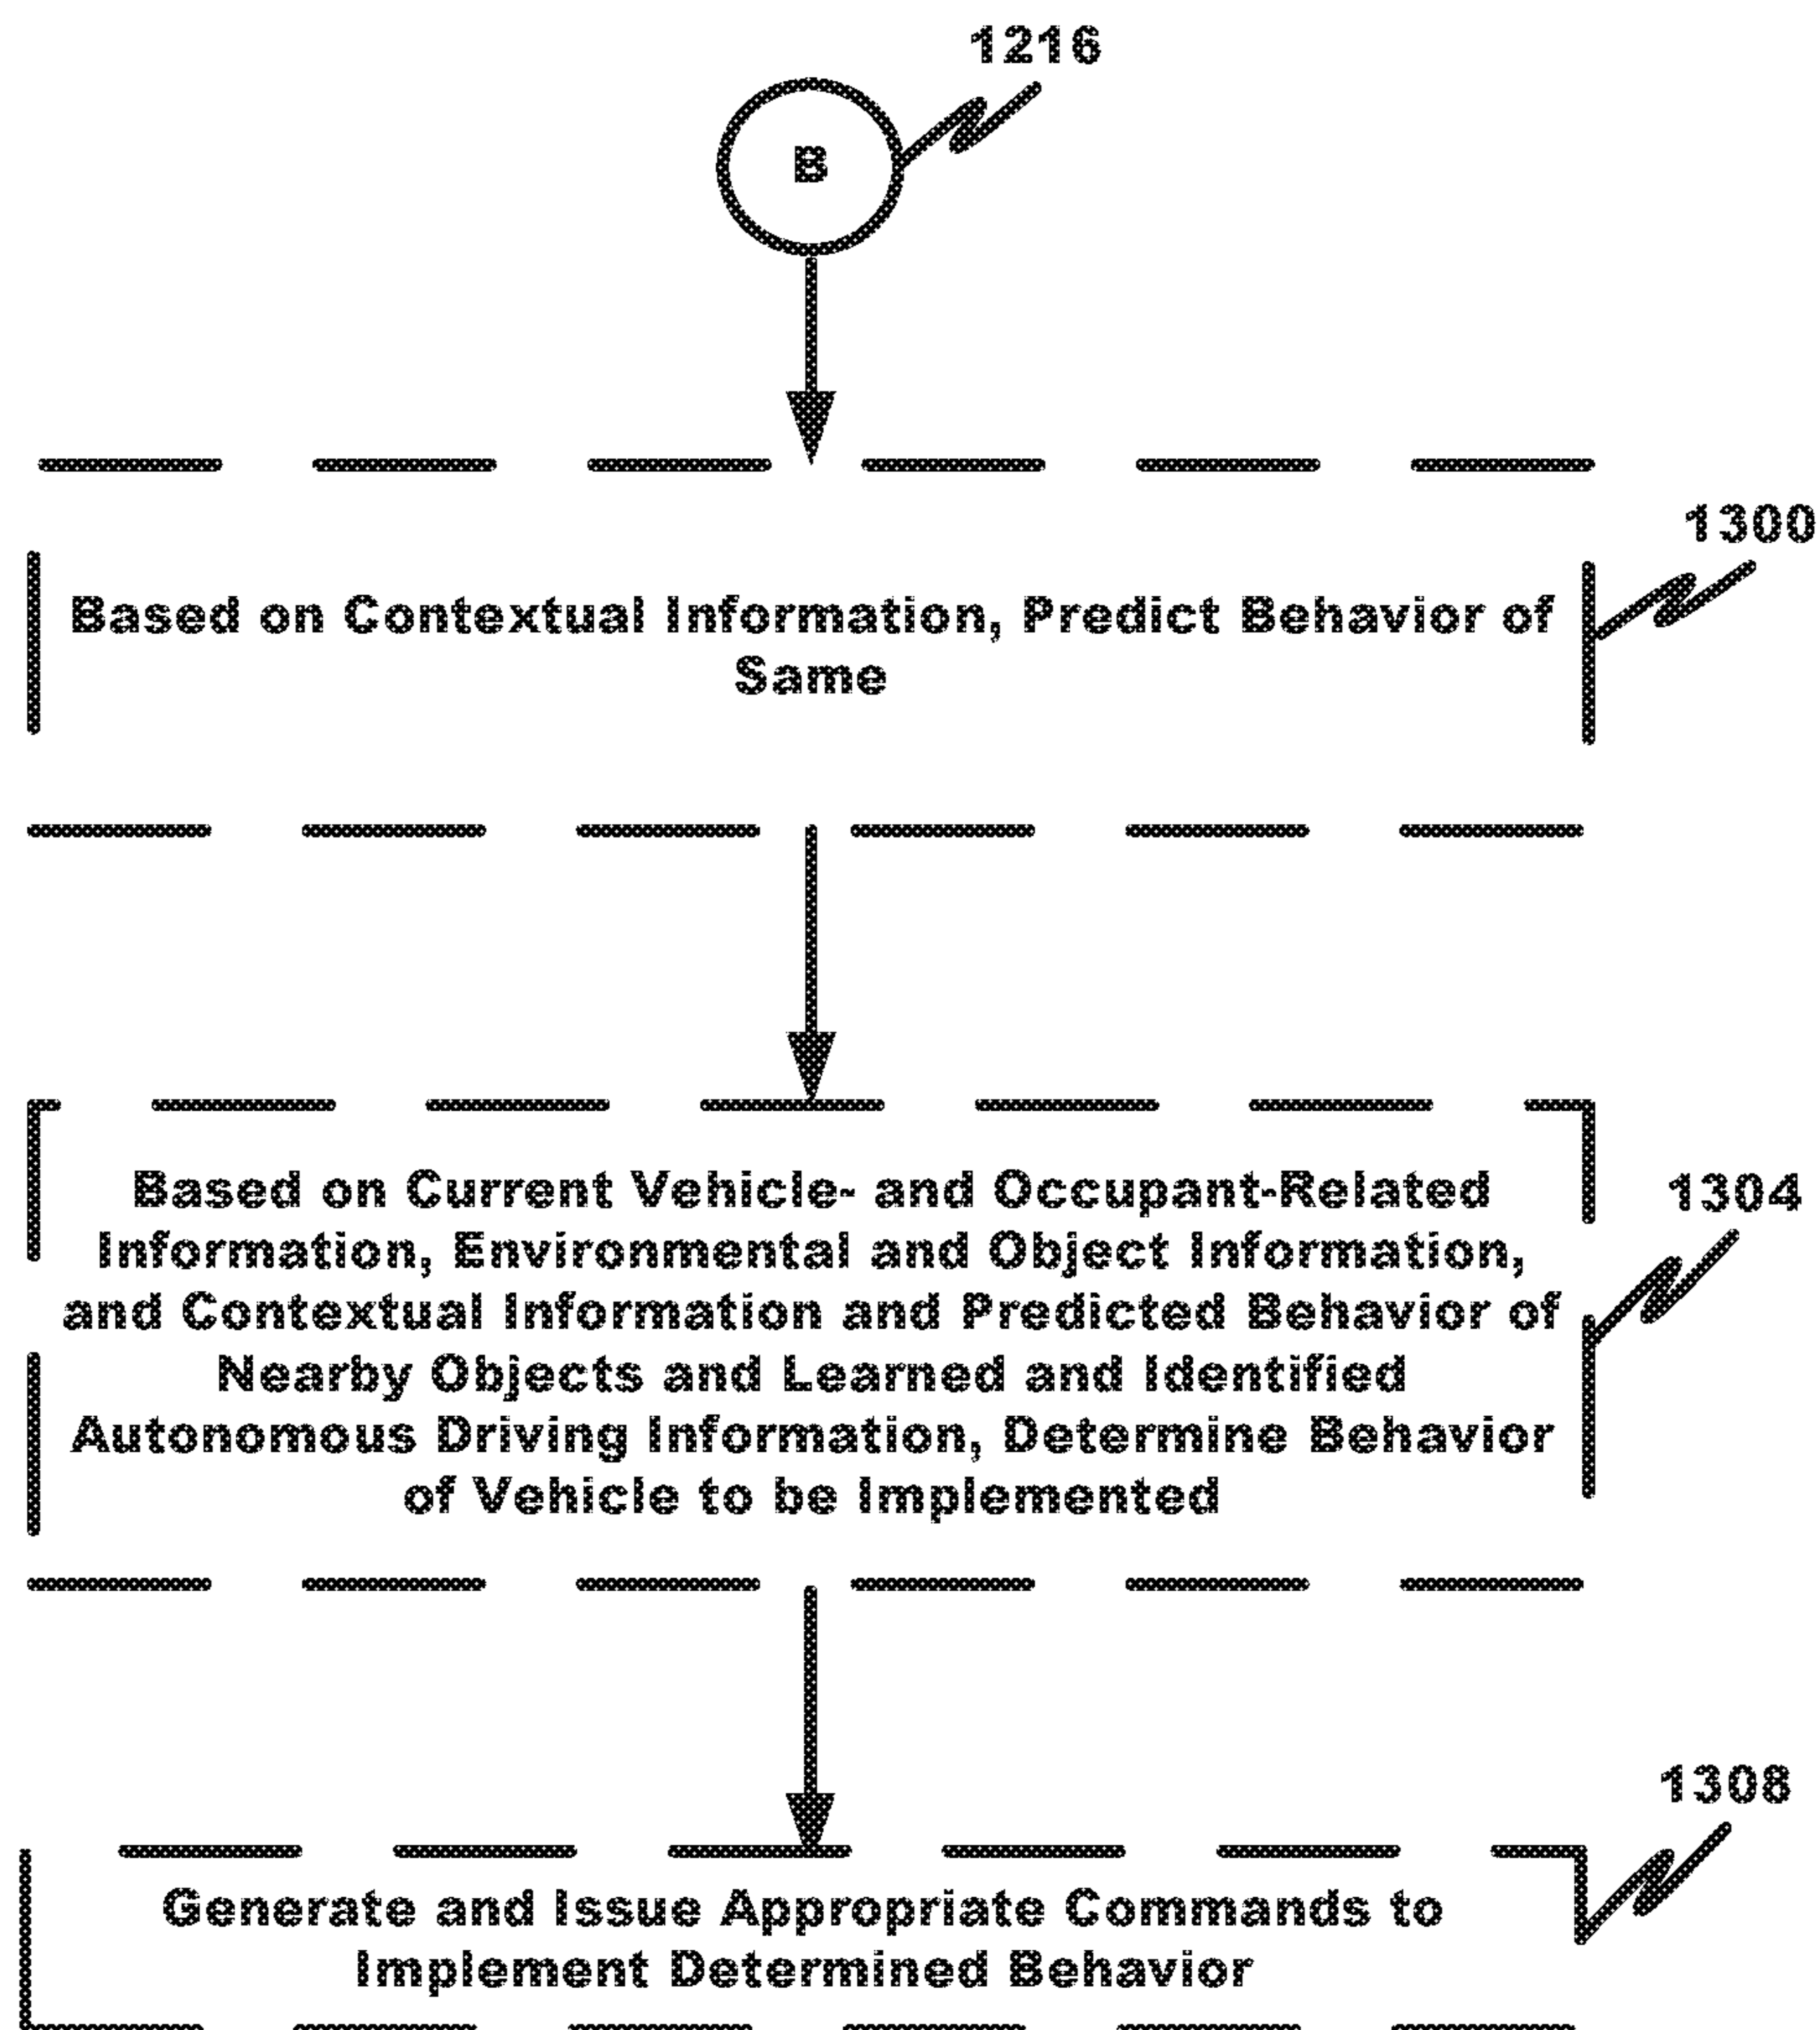 1216
B
1300
Based on Contextual Information, Predict Behavior of
Same
1304
Based on Current Vehicle- and Occupant-Related
Information, Environmental and Object Information,
and Contextual Information and Predicted Behavior of
Nearby Objects and Learned and Identified
Autonomous Driving Information, Determine Behavior
of Vehicle to be Implemented
1308
Generate and Issue Appropriate Commands to
Implement Determined Behavior